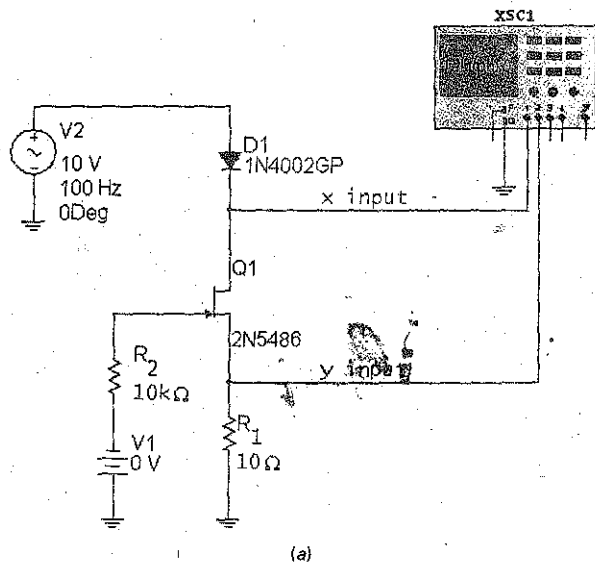 XSC1
V2
10 V
100 Hz
0Deg
D1
1N4002GP
x input
Q1
2N5486
y input
R2
10kΩ
V1
0 V
R1
10Ω
(a)